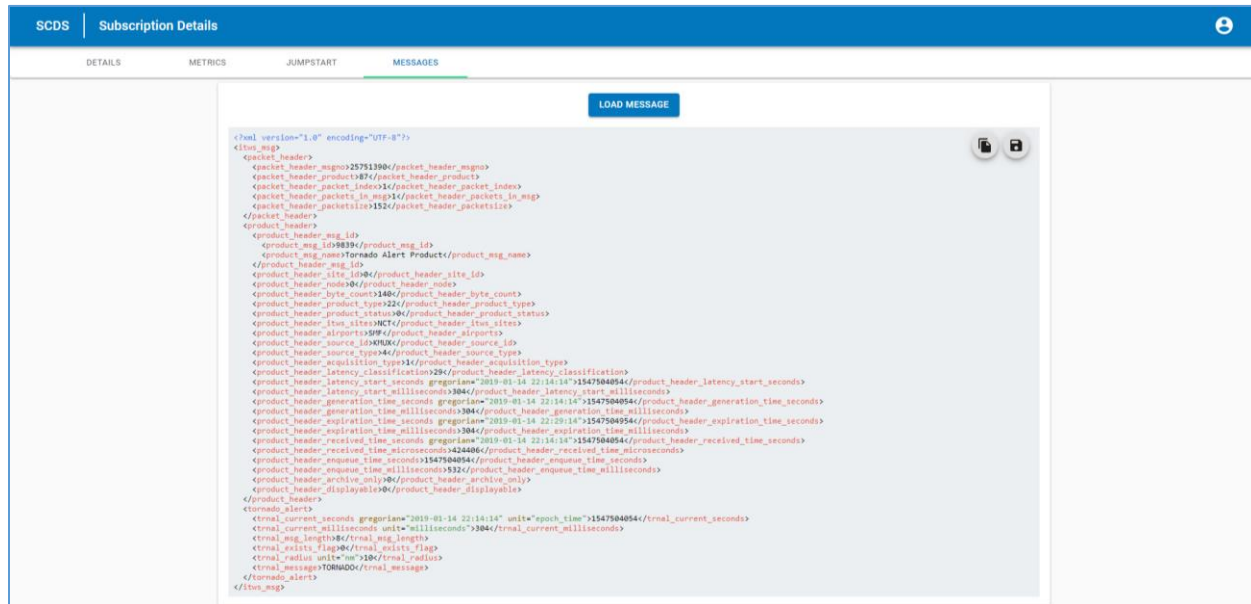 SCDS Subscription Details
DETAILS METRICS JUMPSTART MESSAGES
LOAD MESSAGE
<?xml version="1.0" encoding="UTF-8"?>
<itws_msg>
<packet_header>
<packet_header_msgno>25751390</packet_header_msgno>
<packet_header_product>87</packet_header_product>
<packet_header_packet_index>1</packet_header_packet_index>
<packet_header_packets_in_msg>1</packet_header_packets_in_msg>
<packet_header_packetsize>152</packet_header_packetsize>
</packet_header>
<product_header>
<product_header_msg_id>
<product_msg_id>9839</product_msg_id>
<product_msg_name>Tornado Alert Product</product_msg_name>
</product_header_msg_id>
<product_header_site_id>0</product_header_site_id>
<product_header_node>0</product_header_node>
<product_header_byte_count>140</product_header_byte_count>
<product_header_product_type>22</product_header_product_type>
<product_header_product_status>0</product_header_product_status>
<product_header_itws_sites>NCT</product_header_itws_sites>
<product_header_airports>SMF</product_header_airports>
<product_header_source_id>KMUX</product_header_source_id>
<product_header_source_type>4</product_header_source_type>
<product_header_acquisition_type>1</product_header_acquisition_type>
<product_header_latency_classification>29</product_header_latency_classification>
<product_header_latency_start_seconds gregorian="2019-01-14 22:14:14">1547504054</product_header_latency_start_seconds>
<product_header_latency_start_milliseconds>304</product_header_latency_start_milliseconds>
<product_header_generation_time_seconds gregorian="2019-01-14 22:14:14">1547504054</product_header_generation_time_seconds>
<product_header_generation_time_milliseconds>304</product_header_generation_time_milliseconds>
<product_header_expiration_time_seconds gregorian="2019-01-14 22:29:14">1547504954</product_header_expiration_time_seconds>
<product_header_expiration_time_milliseconds>304</product_header_expiration_time_milliseconds>
<product_header_received_time_seconds gregorian="2019-01-14 22:14:14">1547504054</product_header_received_time_seconds>
<product_header_received_time_microseconds>424406</product_header_received_time_microseconds>
<product_header_enqueue_time_seconds>1547504054</product_header_enqueue_time_seconds>
<product_header_enqueue_time_milliseconds>532</product_header_enqueue_time_milliseconds>
<product_header_archive_only>0</product_header_archive_only>
<product_header_displayable>0</product_header_displayable>
</product_header>
<tornado_alert>
<trnal_current_seconds gregorian="2019-01-14 22:14:14" unit="epoch_time">1547504054</trnal_current_seconds>
<trnal_current_milliseconds unit="milliseconds">304</trnal_current_milliseconds>
<trnal_msg_length>8</trnal_msg_length>
<trnal_exists_flag>0</trnal_exists_flag>
<trnal_radius unit="nm">10</trnal_radius>
<trnal_message>TORNADO</trnal_message>
</tornado_alert>
</itws_msg>